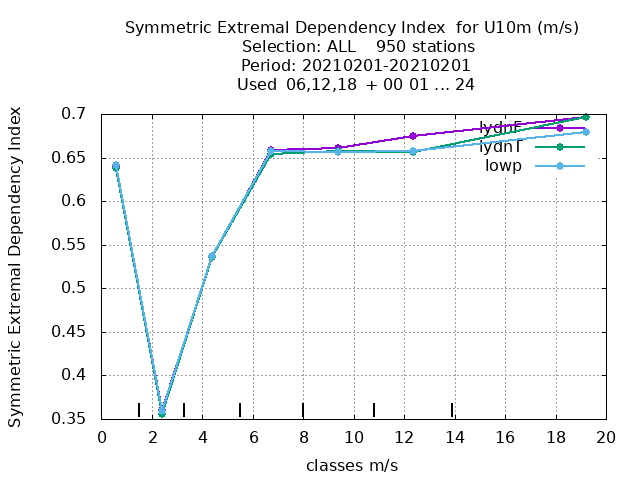 Symmetric Extremal Dependency Index for U10m (m/s)
Selection: ALL 950 stations
Period: 20210201-20210201
Used 06,12,18 + 00 01 ... 24
Symmetric Extremal Dependency Index
0.7
0.65
0.6
0.55
0.5
0.45
0.4
0.35
lydnF
lydnT
lowp
0 2 4 6 8 10 12 14 16 18 20
classes m/s